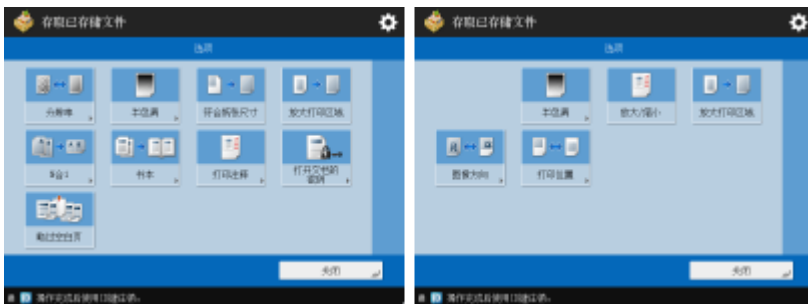 存取已存储文件
选项
分辨率
半色调
符合纸张尺寸
放大打印区域
N合1
书本
打印注释
打开文档的
密码
略过空白页
关闭
存取已存储文件
选项
半色调
放大/缩小
放大打印区域
图像方向
打印位置
关闭